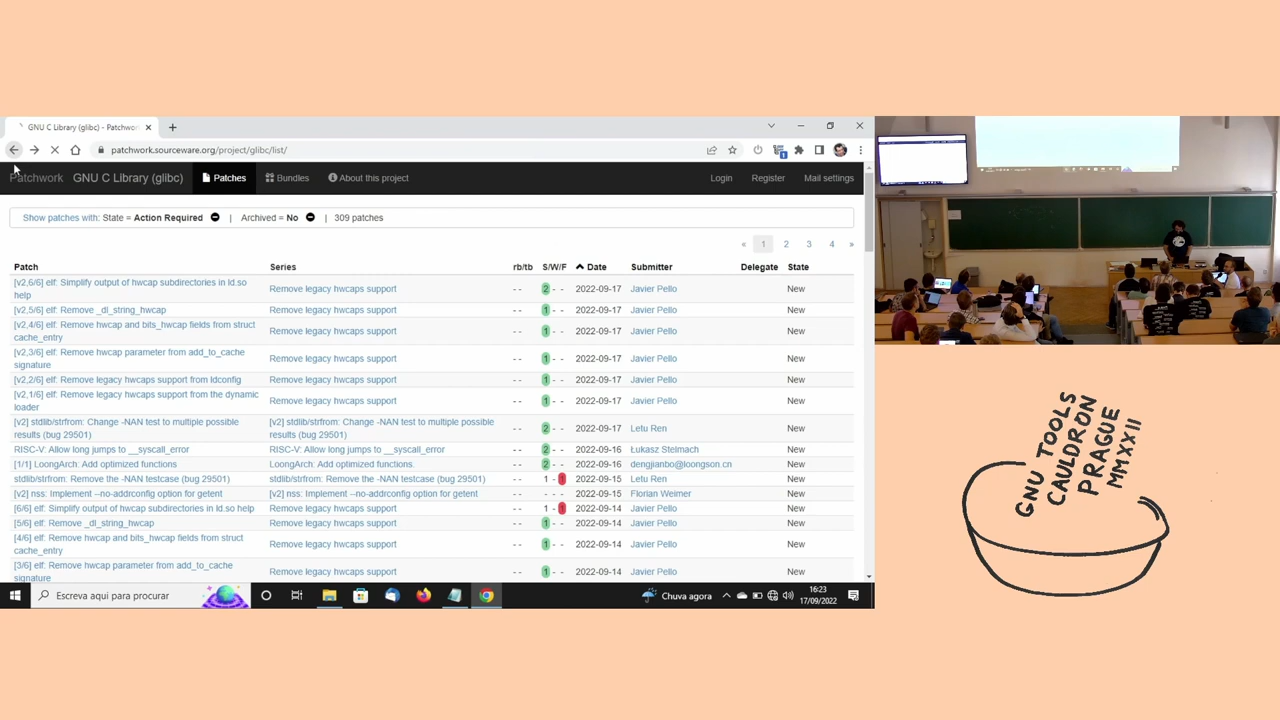 GNU C Library (glibc) - Patchwo
patchwork.sourceware.org/project/glibc/list/
Patchwork GNU C Library (glibc) Patches Bundles About this project Login Register Mail settings
Show patches with: State = Action Required | Archived = No | 309 patches
« 1 2 3 4 »
Patch Series rb/tb S/W/F Date Submitter Delegate State
[v2,6/6] elf: Simplify output of hwcap subdirectories in ld.so
help
Remove legacy hwcaps support - - 2 - - 2022-09-17 Javier Pello New
[v2,5/6] elf: Remove _dl_string_hwcap Remove legacy hwcaps support - - 1 - - 2022-09-17 Javier Pello New
[v2,4/6] elf: Remove hwcap and bits_hwcap fields from struct
cache_entry
Remove legacy hwcaps support - - 1 - - 2022-09-17 Javier Pello New
[v2,3/6] elf: Remove hwcap parameter from add_to_cache
signature
Remove legacy hwcaps support - - 1 - - 2022-09-17 Javier Pello New
[v2,2/6] elf: Remove legacy hwcaps support from ldconfig Remove legacy hwcaps support - - 1 - - 2022-09-17 Javier Pello New
[v2,1/6] elf: Remove legacy hwcaps support from the dynamic
loader
Remove legacy hwcaps support - - 1 - - 2022-09-17 Javier Pello New
[v2] stdlib/strfrom: Change -NAN test to multiple possible
results (bug 29501)
[v2] stdlib/strfrom: Change -NAN test to multiple possible
results (bug 29501)
- - 2 - - 2022-09-17 Letu Ren New
RISC-V: Allow long jumps to __syscall_error RISC-V: Allow long jumps to __syscall_error - - 2 - - 2022-09-16 Łukasz Stelmach New
[1/1] LoongArch: Add optimized functions LoongArch: Add optimized functions. - - 2 - - 2022-09-16 dengjianbo@loongson.cn New
stdlib/strfrom: Remove the -NAN testcase (bug 29501) stdlib/strfrom: Remove the -NAN testcase (bug 29501) - - 1 - 1 2022-09-15 Letu Ren New
[v2] nss: Implement --no-addrconfig option for getent [v2] nss: Implement --no-addrconfig option for getent - - - - - 2022-09-15 Florian Weimer New
[6/6] elf: Simplify output of hwcap subdirectories in ld.so help Remove legacy hwcaps support - - 1 - 1 2022-09-14 Javier Pello New
[5/6] elf: Remove _dl_string_hwcap Remove legacy hwcaps support - - 1 - - 2022-09-14 Javier Pello New
[4/6] elf: Remove hwcap and bits_hwcap fields from struct
cache_entry
Remove legacy hwcaps support - - 1 - - 2022-09-14 Javier Pello New
[3/6] elf: Remove hwcap parameter from add_to_cache
signature
Remove legacy hwcaps support - - 1 - - 2022-09-14 Javier Pello New
Escreva aqui para procurar
Chuva agora
16:23
17/09/2022
GNU TOOLS
CAULDRON
PRAGUE
MMXXII